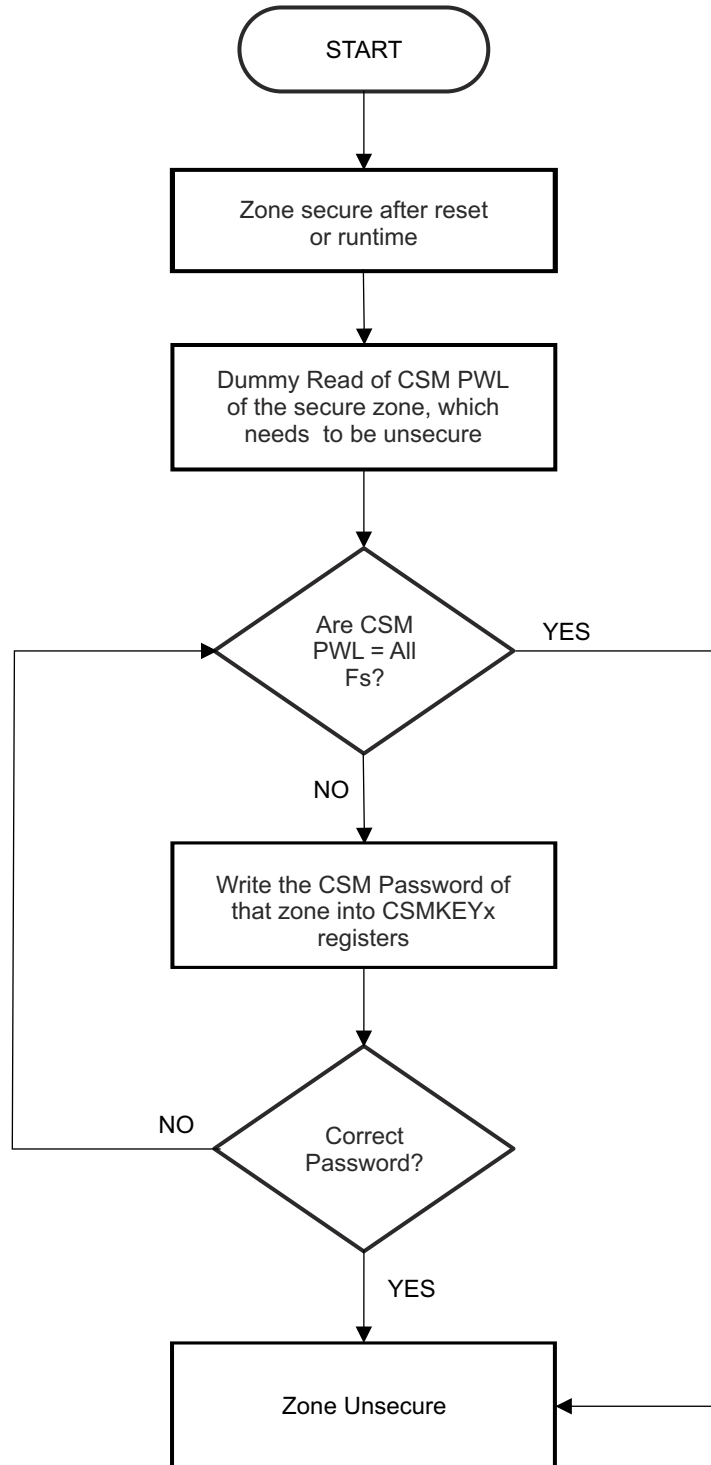 START
Zone secure after reset
or runtime
Dummy Read of CSM PWL
of the secure zone, which
needs to be unsecure
Are CSM
PWL = All
Fs?
YES
NO
Write the CSM Password of
that zone into CSMKEYx
registers
NO
Correct
Password?
YES
Zone Unsecure